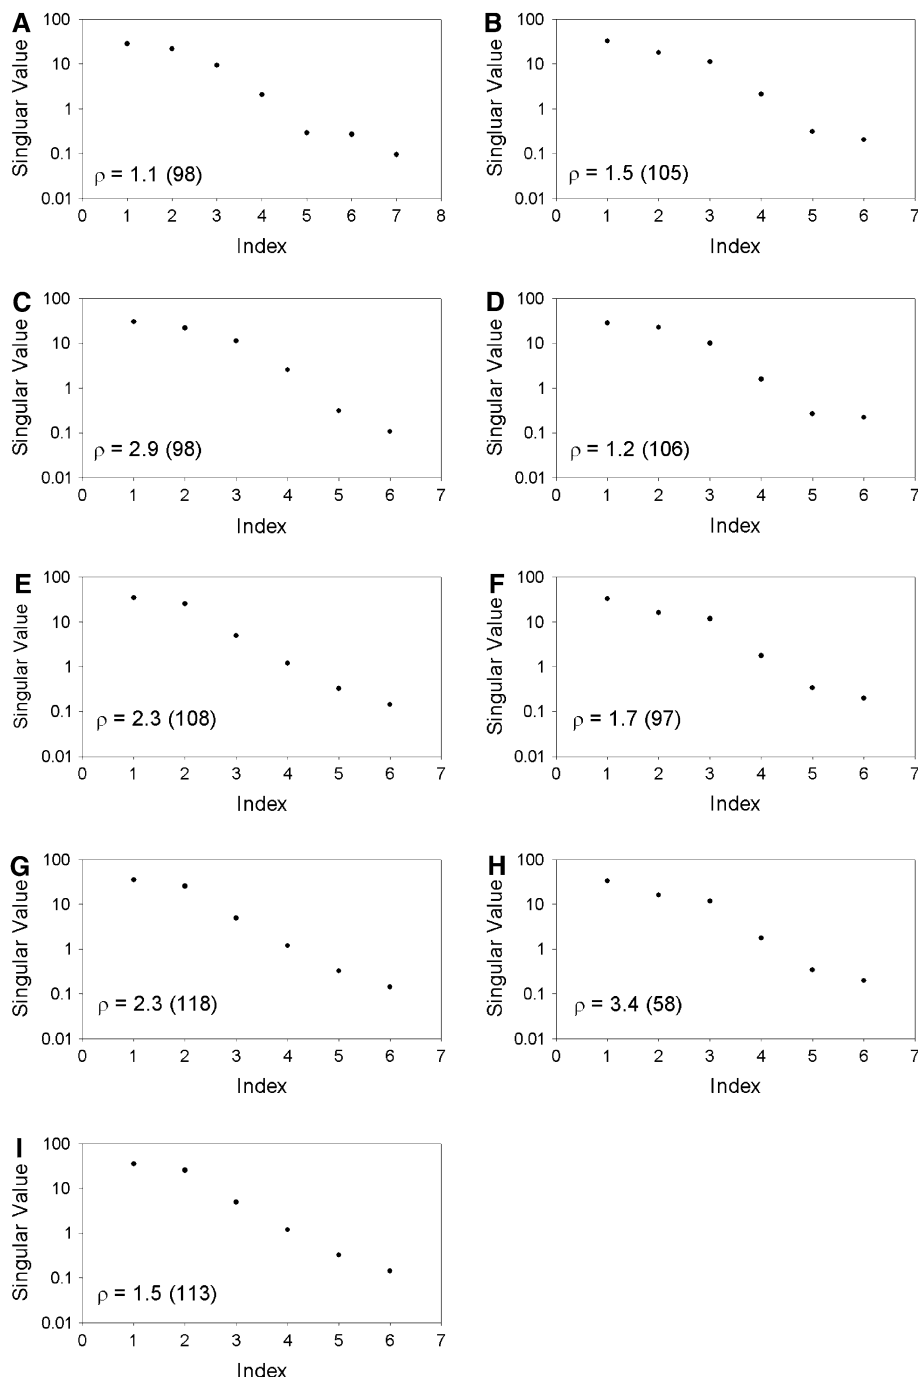 A
Singluar Value
100
10
1
0.1
0.01
ρ = 1.1 (98)
0 1 2 3 4 5 6 7 8
Index
B
Singluar Value
100
10
1
0.1
0.01
ρ = 1.5 (105)
0 1 2 3 4 5 6 7
Index
C
Singular Value
100
10
1
0.1
0.01
ρ = 2.9 (98)
0 1 2 3 4 5 6 7
Index
D
Singular Value
100
10
1
0.1
0.01
ρ = 1.2 (106)
0 1 2 3 4 5 6 7
Index
E
Singular Value
100
10
1
0.1
0.01
ρ = 2.3 (108)
0 1 2 3 4 5 6 7
Index
F
Singular Value
100
10
1
0.1
0.01
ρ = 1.7 (97)
0 1 2 3 4 5 6 7
Index
G
Singular Value
100
10
1
0.1
0.01
ρ = 2.3 (118)
0 1 2 3 4 5 6 7
Index
H
Singular Value
100
10
1
0.1
0.01
ρ = 3.4 (58)
0 1 2 3 4 5 6 7
Index
I
Singular Value
100
10
1
0.1
0.01
ρ = 1.5 (113)
0 1 2 3 4 5 6 7
Index